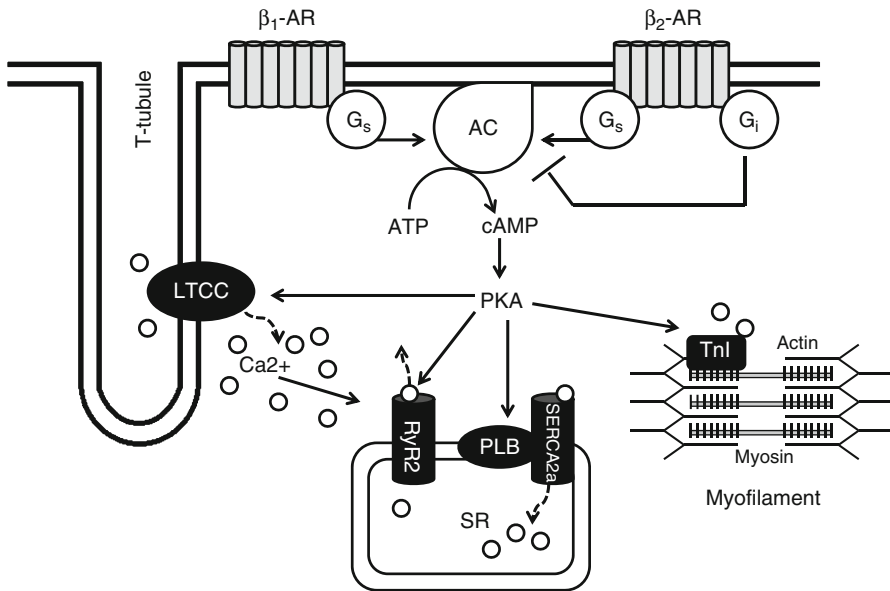 β1-AR
β2-AR
T-tubule
Gs
AC
Gs
Gi
ATP
cAMP
LTCC
PKA
Ca2+
TnI
Actin
RyR2
PLB
SERCA2a
Myosin
SR
Myofilament